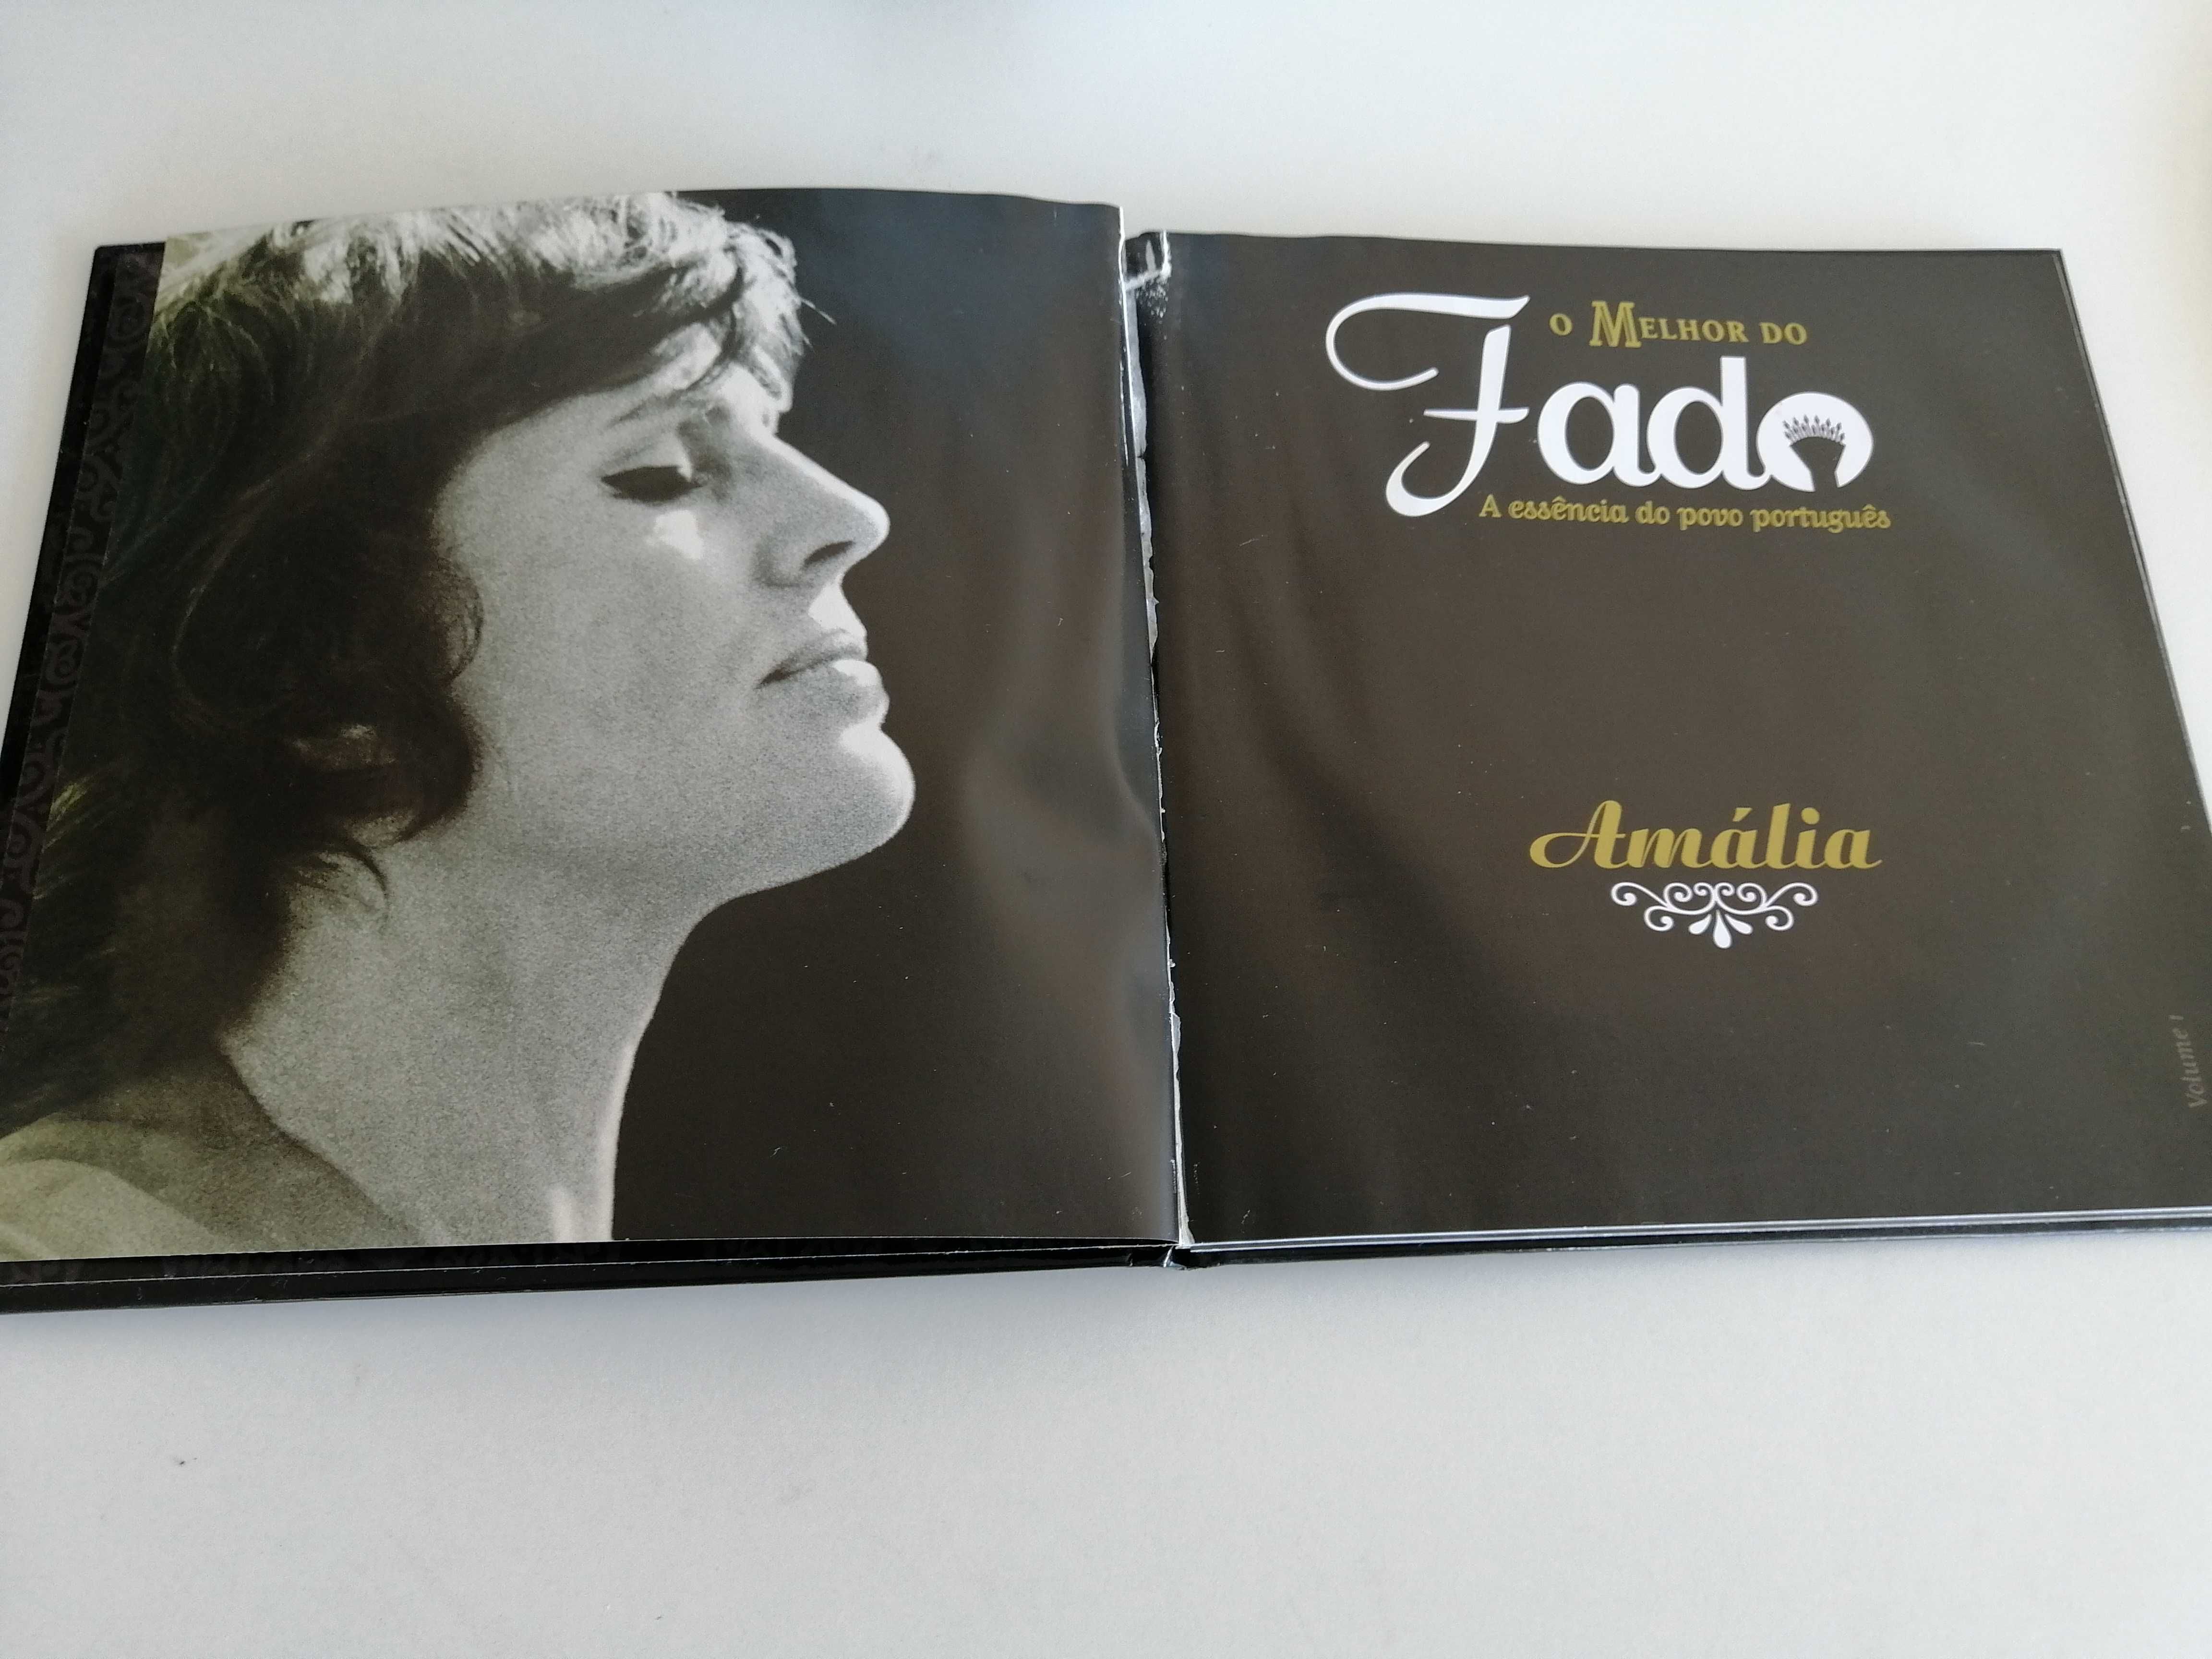 O MELHOR DO
Fado
A essência do povo português
Amália
Volume 1